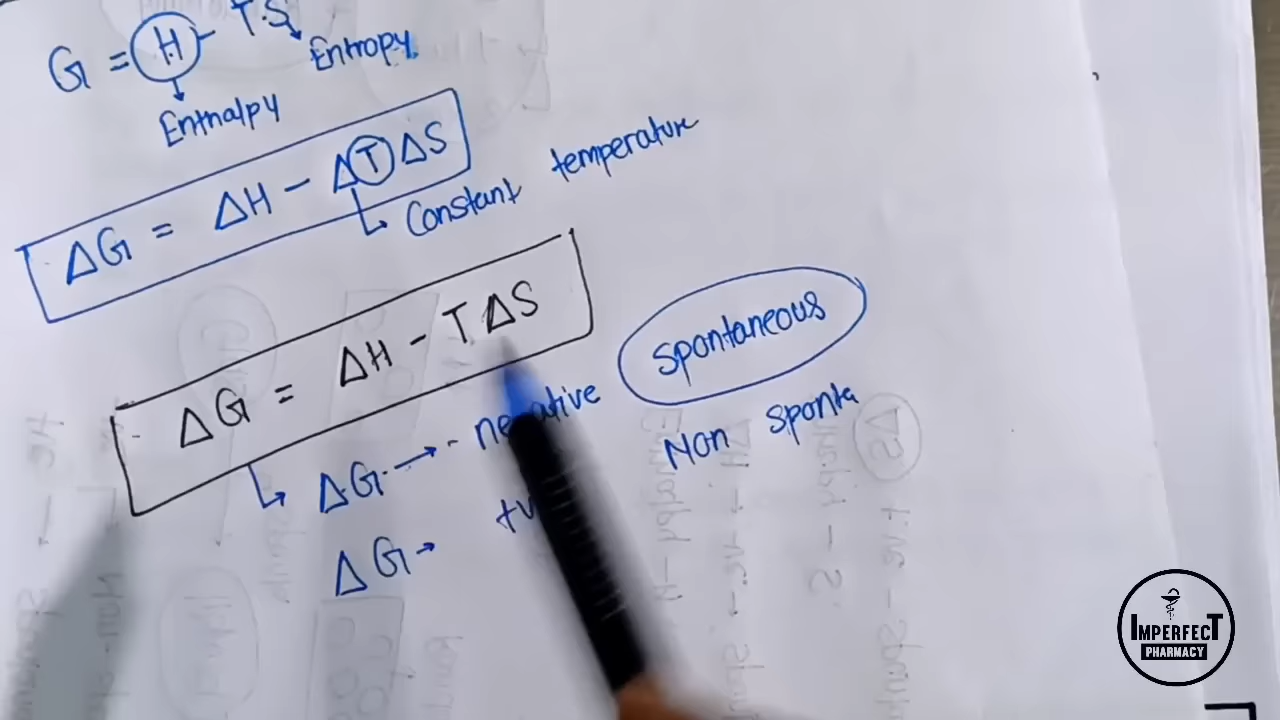 G = H - T.S
Entropy.
Enthalpy
ΔG = ΔH - ΔTΔS
Constant temperature
ΔG = ΔH - TΔS
ΔG → - negative
spontaneous
ΔG →
Non sponta
IMPERFECT
PHARMACY